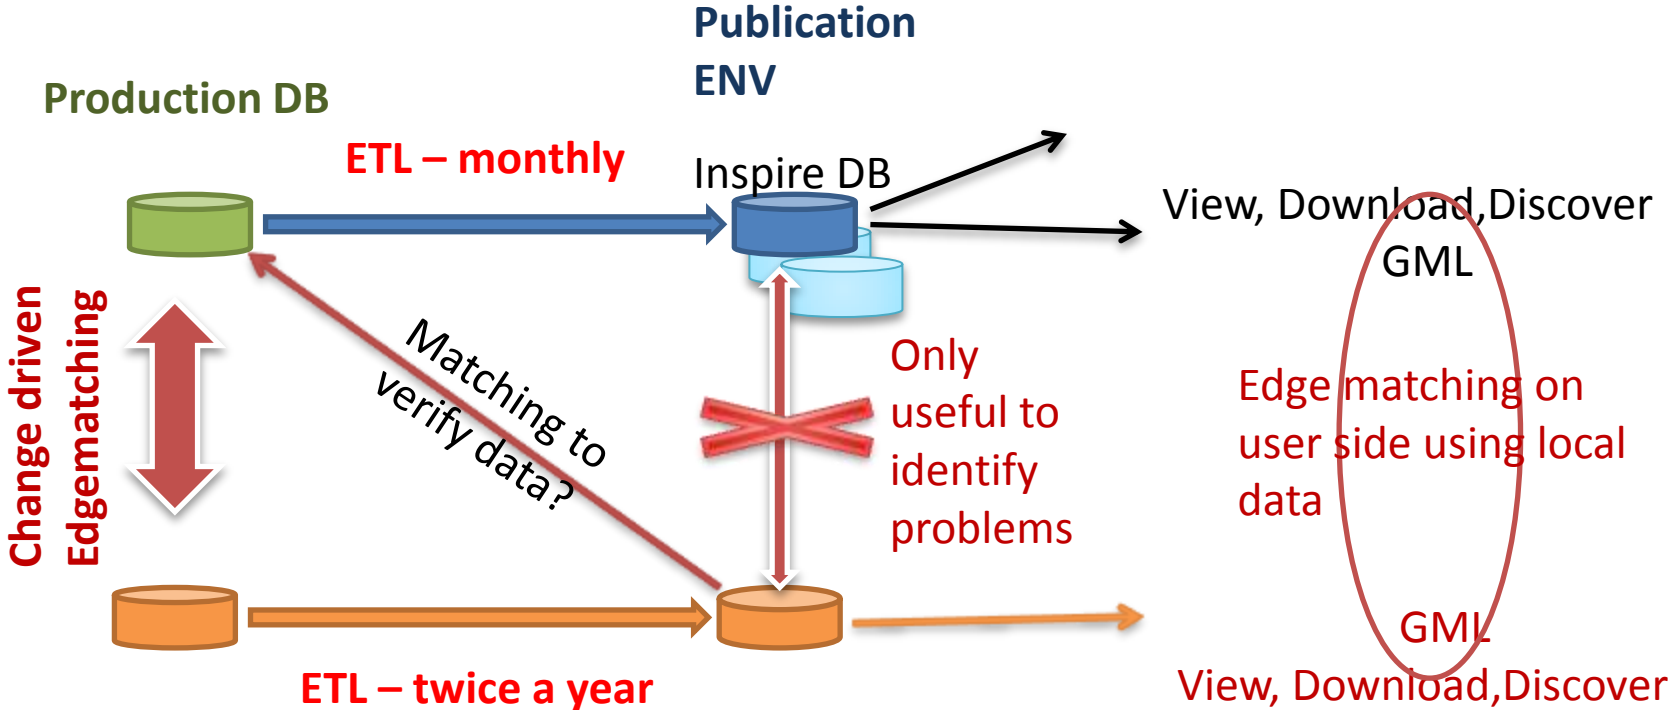 Publication
ENV
Production DB
ETL – monthly
Inspire DB
View, Download,Discover
GML
Change driven
Edgematching
Matching to
verify data?
Only
useful to
identify
problems
Edge matching on
user side using local
data
GML
View, Download,Discover
ETL – twice a year